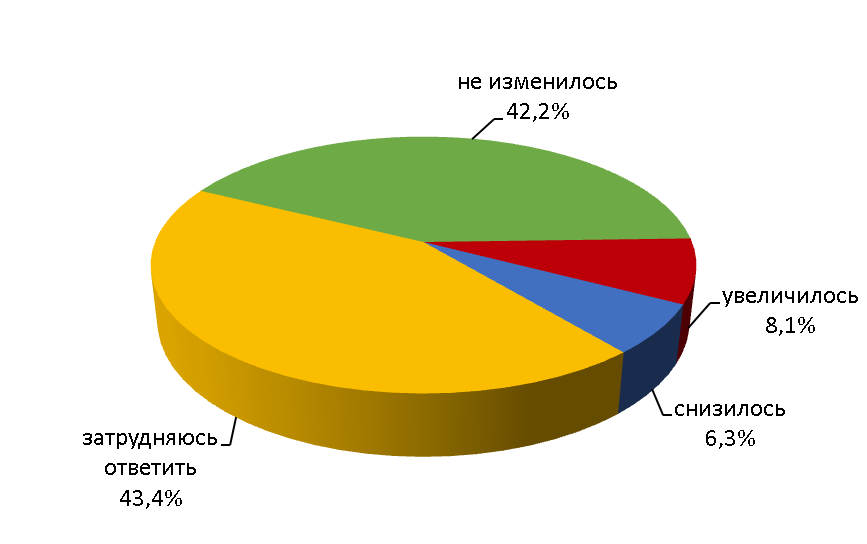 не изменилось
42,2%
увеличилось
8,1%
снизилось
6,3%
затрудняюсь
ответить
43,4%